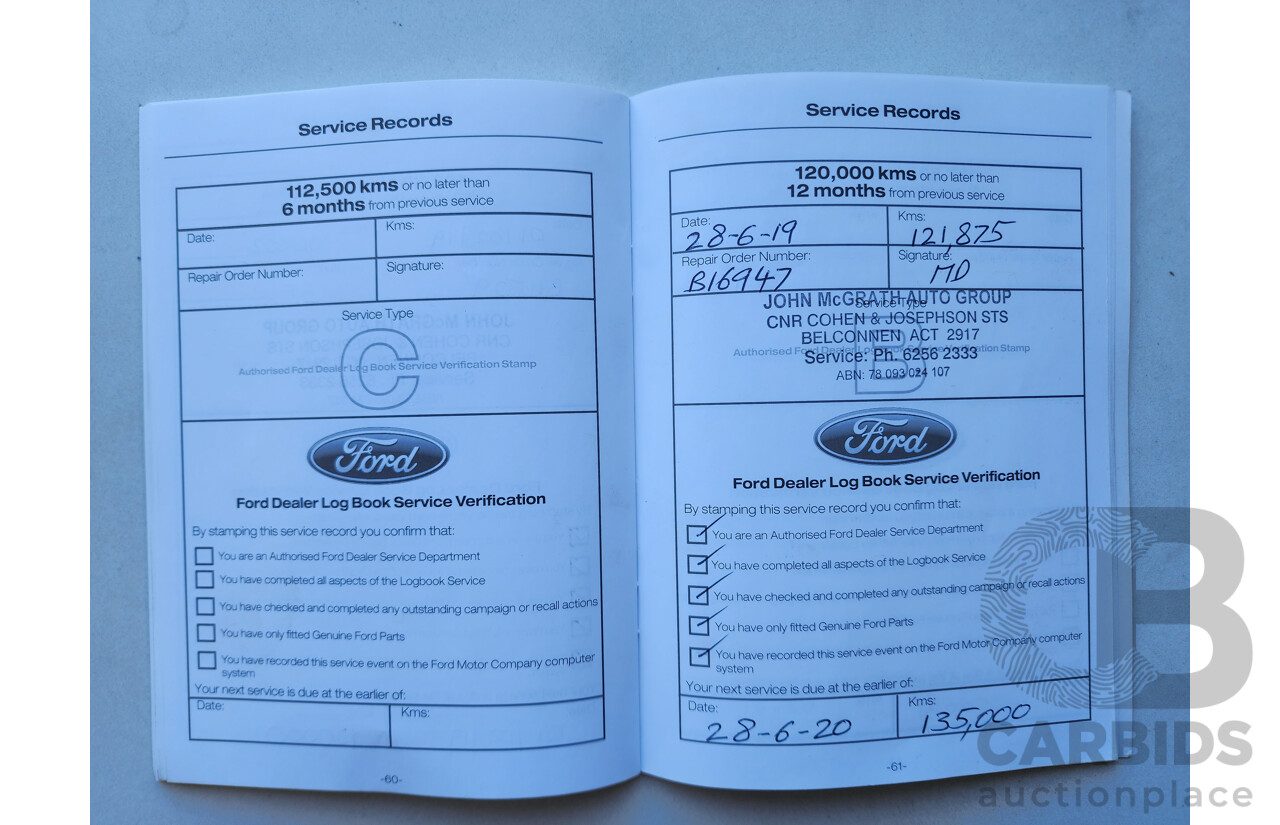 Service Records
112,500 kms or no later than
6 months from previous service
Date:
Kms:
Repair Order Number:
Signature:
Service Type
C
Authorised Ford Dealer Log Book Service Verification Stamp
Ford
Ford Dealer Log Book Service Verification
By stamping this service record you confirm that:
You are an Authorised Ford Dealer Service Department
You have completed all aspects of the Logbook Service
You have checked and completed any outstanding campaign or recall actions
You have only fitted Genuine Ford Parts
You have recorded this service event on the Ford Motor Company computer
system
Your next service is due at the earlier of:
Date:
Kms:
-60-
Service Records
120,000 kms or no later than
12 months from previous service
Date:
28-6-19
Kms:
121,875
Repair Order Number:
B16947
Signature:
MD
Service Type
JOHN McGRATH AUTO GROUP
CNR COHEN & JOSEPHSON STS
BELCONNEN ACT 2917
Authorised Ford Dealer Log Book Service Verification Stamp
Service: Ph. 6256 2333
ABN: 78 093 024 107
B
Ford
Ford Dealer Log Book Service Verification
By stamping this service record you confirm that:
You are an Authorised Ford Dealer Service Department
You have completed all aspects of the Logbook Service
You have checked and completed any outstanding campaign or recall actions
You have only fitted Genuine Ford Parts
You have recorded this service event on the Ford Motor Company computer
system
Your next service is due at the earlier of:
Date:
28-6-20
Kms:
135,000
-61-
CB
CARBIDS
auctionplace